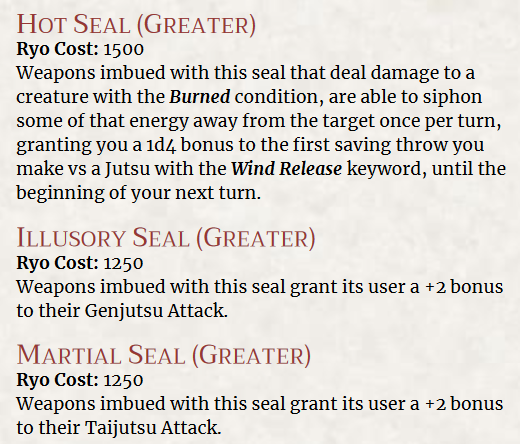 Hot Seal (Greater)
Ryo Cost: 1500
Weapons imbued with this seal that deal damage to a
creature with the Burned condition, are able to siphon
some of that energy away from the target once per turn,
granting you a 1d4 bonus to the first saving throw you
make vs a Jutsu with the Wind Release keyword, until the
beginning of your next turn.
Illusory Seal (Greater)
Ryo Cost: 1250
Weapons imbued with this seal grant its user a +2 bonus
to their Genjutsu Attack.
Martial Seal (Greater)
Ryo Cost: 1250
Weapons imbued with this seal grant its user a +2 bonus
to their Taijutsu Attack.